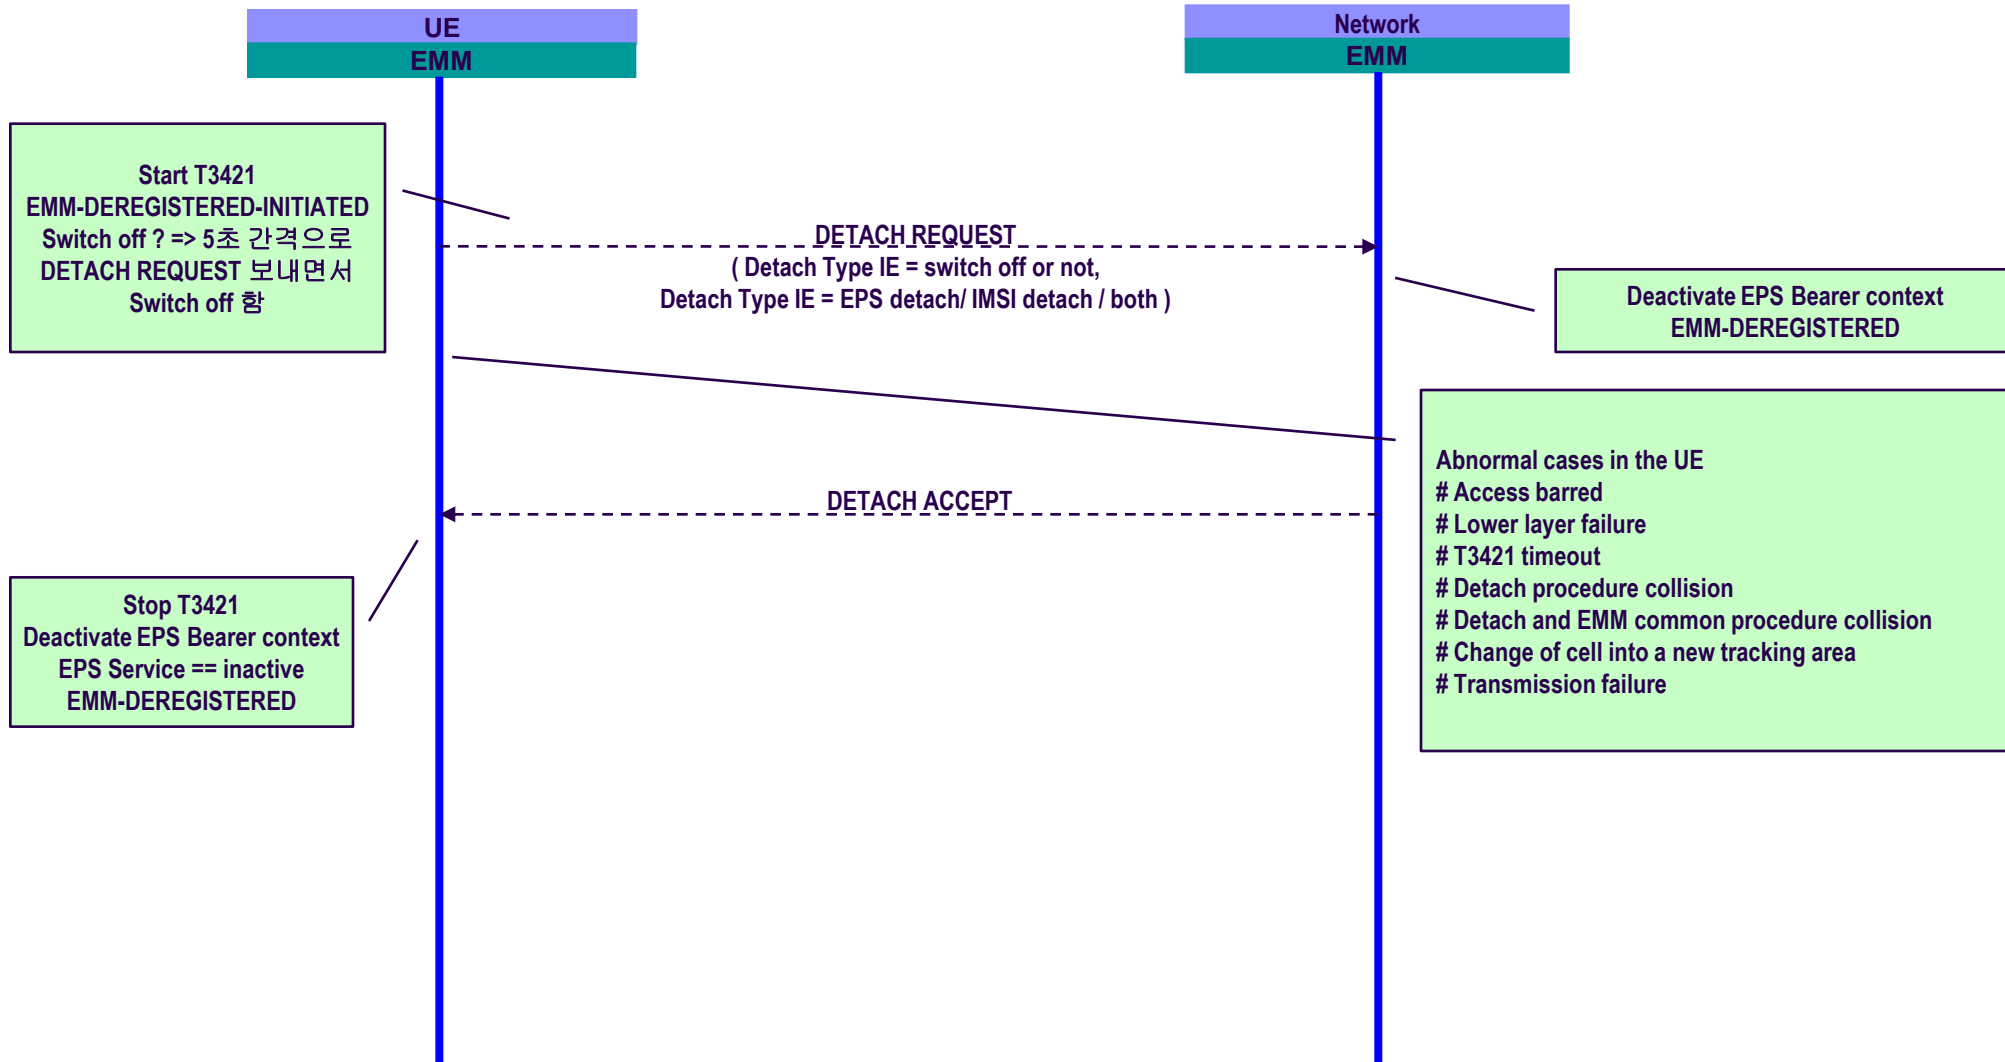 UE
EMM
Network
EMM
Start T3421
EMM-DEREGISTERED-INITIATED
Switch off ? => 5초 간격으로
DETACH REQUEST 보내면서
Switch off 함
DETACH REQUEST
( Detach Type IE = switch off or not,
Detach Type IE = EPS detach/ IMSI detach / both )
Deactivate EPS Bearer context
EMM-DEREGISTERED
Abnormal cases in the UE
# Access barred
# Lower layer failure
# T3421 timeout
# Detach procedure collision
# Detach and EMM common procedure collision
# Change of cell into a new tracking area
# Transmission failure
DETACH ACCEPT
Stop T3421
Deactivate EPS Bearer context
EPS Service == inactive
EMM-DEREGISTERED